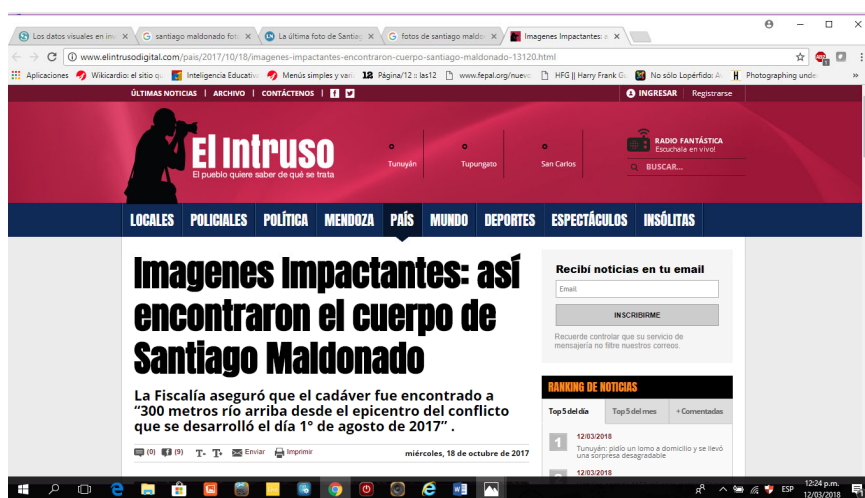 Los datos visuales en inv
santiago maldonado fot
La última foto de Santiag
fotos de santiag maldo
Imagenes Impactantes: a
www.elintrusodigital.com/pais/2017/10/18/imagenes-impactantes-encontraron-cuerpo-santiago-maldonado-13120.html
Aplicaciones Wikicardio: el sitio qu Inteligencia Educativ Menús simples y vari 12 Página/12 :: las12 www.fepal.org/nuevo HFG || Harry Frank Gu No sólo Lopérfido: A H Photographing unde »
ÚLTIMAS NOTICIAS | ARCHIVO | CONTÁCTENOS |
INGRESAR | Registrarse
El Intruso
El pueblo quiere saber de qué se trata
Tunuyán Tupungato San Carlos
RADIO FANTÁSTICA
Escuchala en vivo!
BUSCAR...
LOCALES POLICIALES POLÍTICA MENDOZA PAÍS MUNDO DEPORTES ESPECTÁCULOS INSÓLITAS
Imagenes Impactantes: así
encontraron el cuerpo de
Santiago Maldonado
La Fiscalía aseguró que el cadáver fue encontrado a
“300 metros río arriba desde el epicentro del conflicto
que se desarrolló el día 1° de agosto de 2017” .
(0) (9) T- T+ Enviar Imprimir miércoles, 18 de octubre de 2017
Recibí noticias en tu email
Email
INSCRIBIRME
Recuerde controlar que su servicio de
mensajería no filtre nuestros correos.
RANKING DE NOTICIAS
Top 5 del día Top 5 del mes + Comentadas
1
12/03/2018
Tunuyán: pidío un lomo a domicilio y se llevó
una sorpresa desagradable
12/03/2018
ESP
12:24 p.m.
12/03/2018